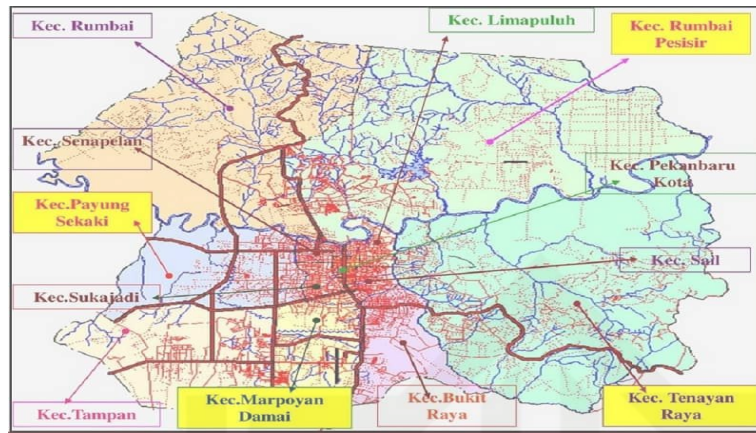 Kec. Rumbai
Kec. Limapuluh
Kec. Rumbai
Pesisir
Kec. Senapelan
Kec. Pekanbaru
Kota
Kec.Payung
Sekaki
Kec. Sail
Kec.Sukajadi
Kec.Tampan
Kec.Marpoyan
Damai
Kec.Bukit
Raya
Kec. Tenayan
Raya